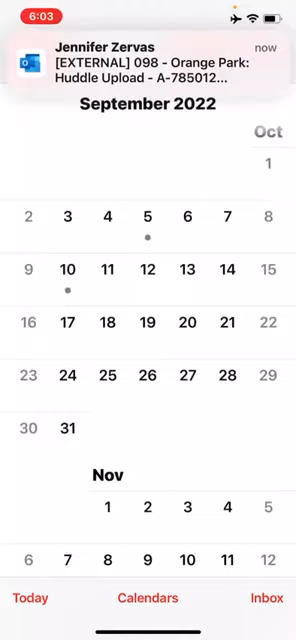 6:03
Jennifer Zervas now
[EXTERNAL] 098 - Orange Park:
Huddle Upload - A-785012...
September 2022
Oct
1
2 3 4 5 6 7 8
9 10 11 12 13 14 15
16 17 18 19 20 21 22
23 24 25 26 27 28 29
30 31
Nov
1 2 3 4 5
6 7 8 9 10 11 12
Today Calendars Inbox